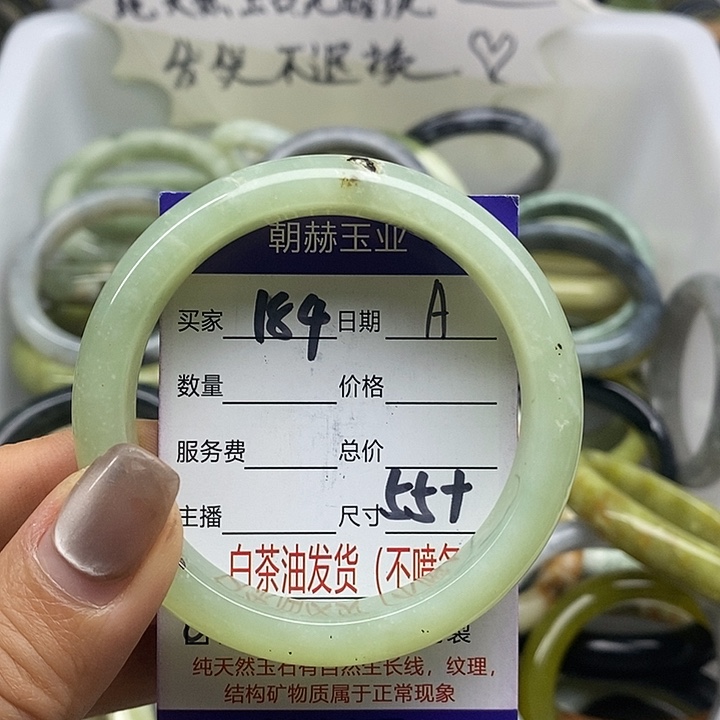 售货不退换
朝赫玉业
买家 184 日期 A
数量 价格
服务费 总价
主播 尺寸 55+
白茶油发货（不喷
纯天然玉石有自然生长线，纹理，
结构矿物质属于正常现象